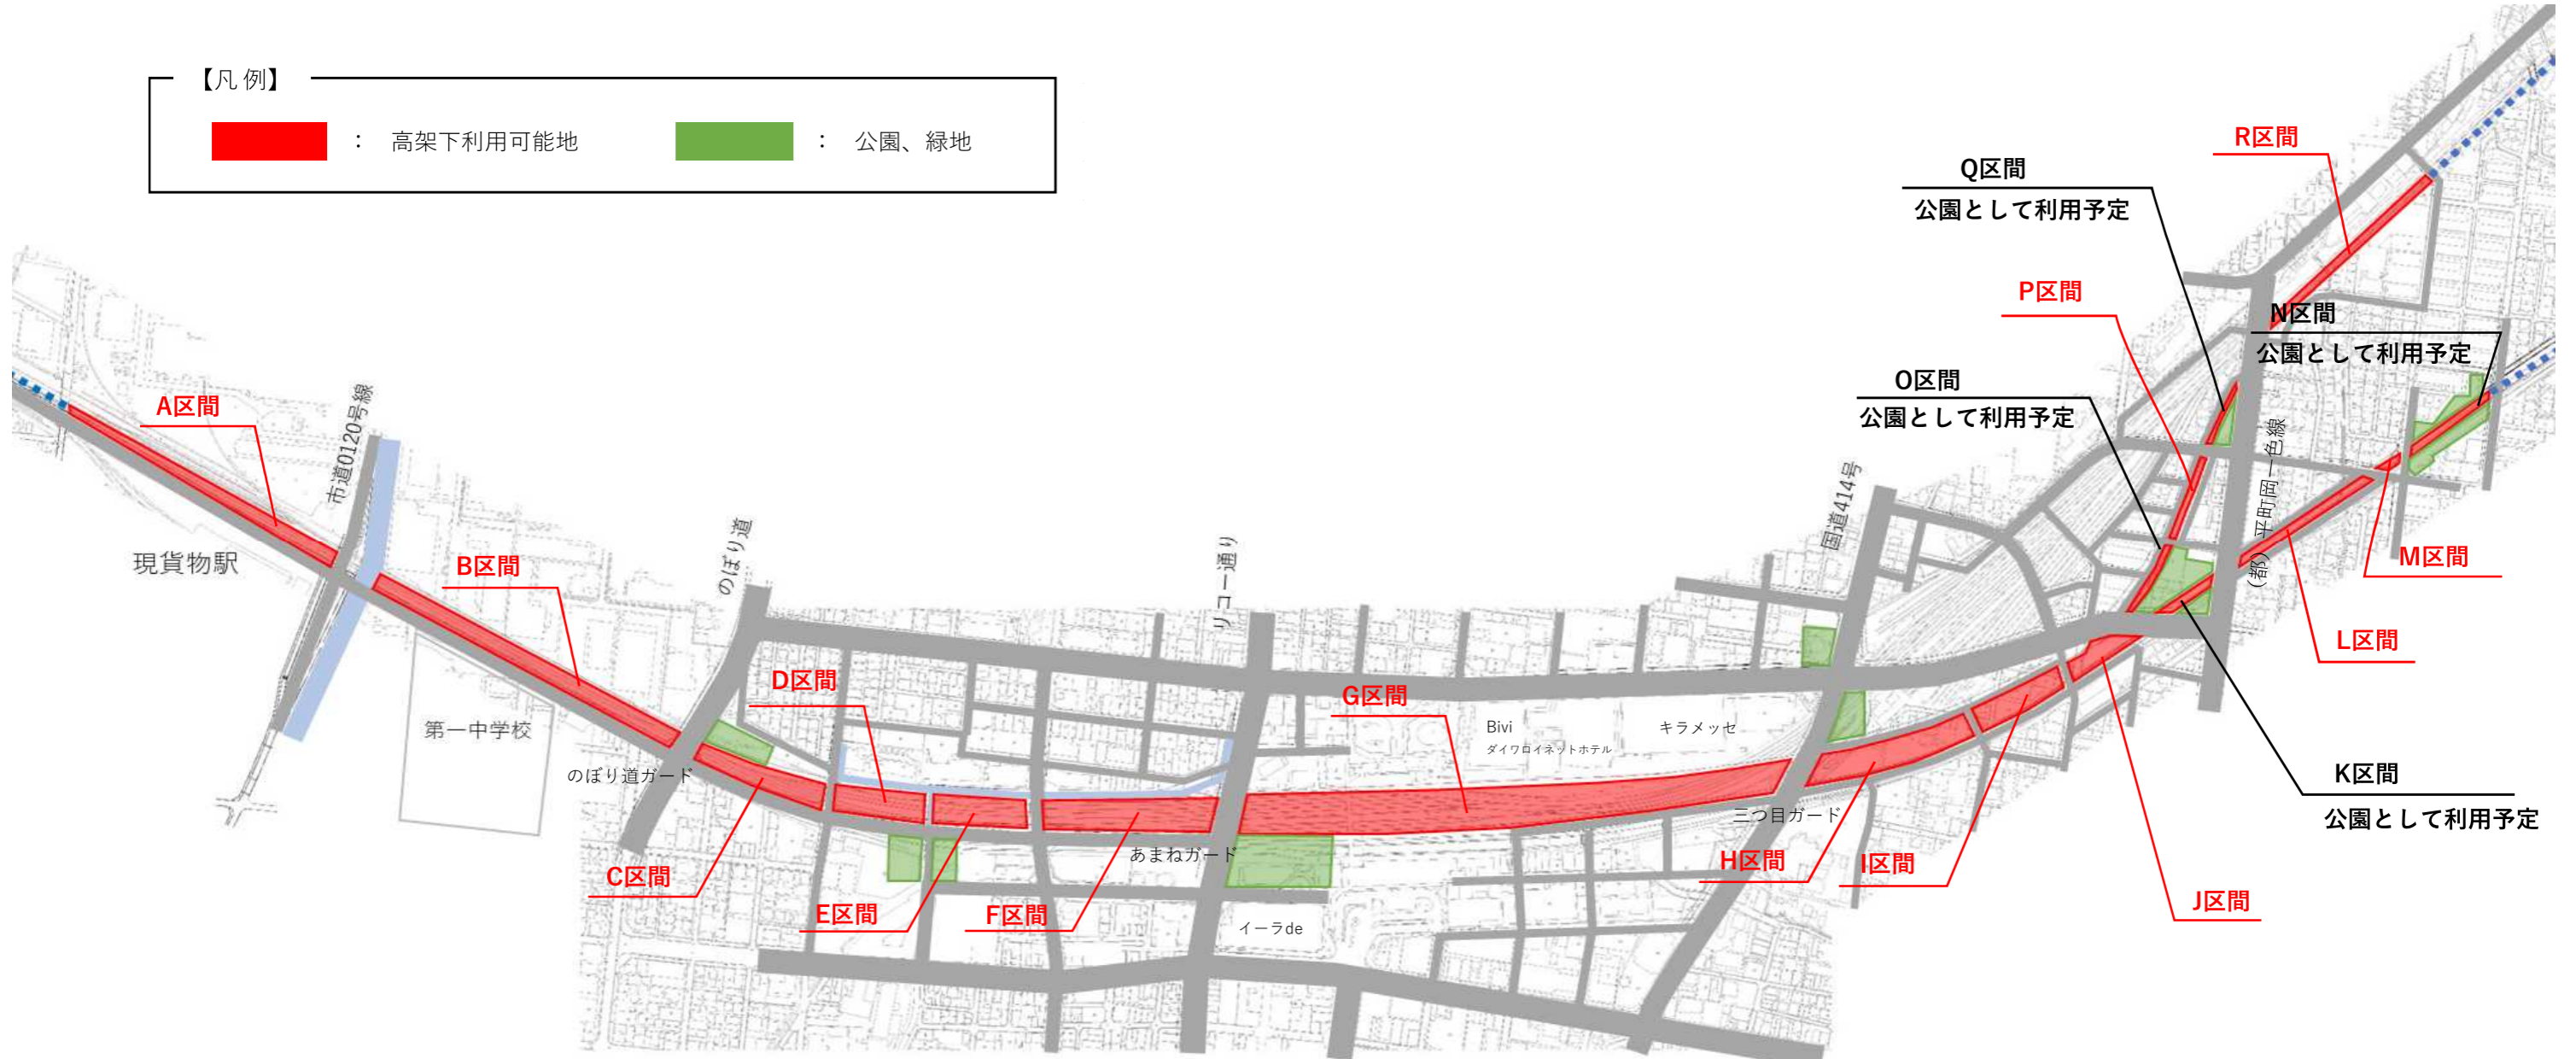 【凡 例】
： 高架下利用可能地
： 公園、緑地
R区間
Q区間
公園として利用予定
P区間
N区間
公園として利用予定
O区間
公園として利用予定
A区間
市道0120号線
現貨物駅
B区間
のぼり道
リコー通り
国道414号
(都) 平町岡一色線
M区間
L区間
D区間
G区間
第一中学校
Bivi
ダイワロイネットホテル
キラメッセ
のぼり道ガード
K区間
公園として利用予定
三つ目ガード
あまねガード
H区間
I区間
C区間
E区間
F区間
J区間
イーラde